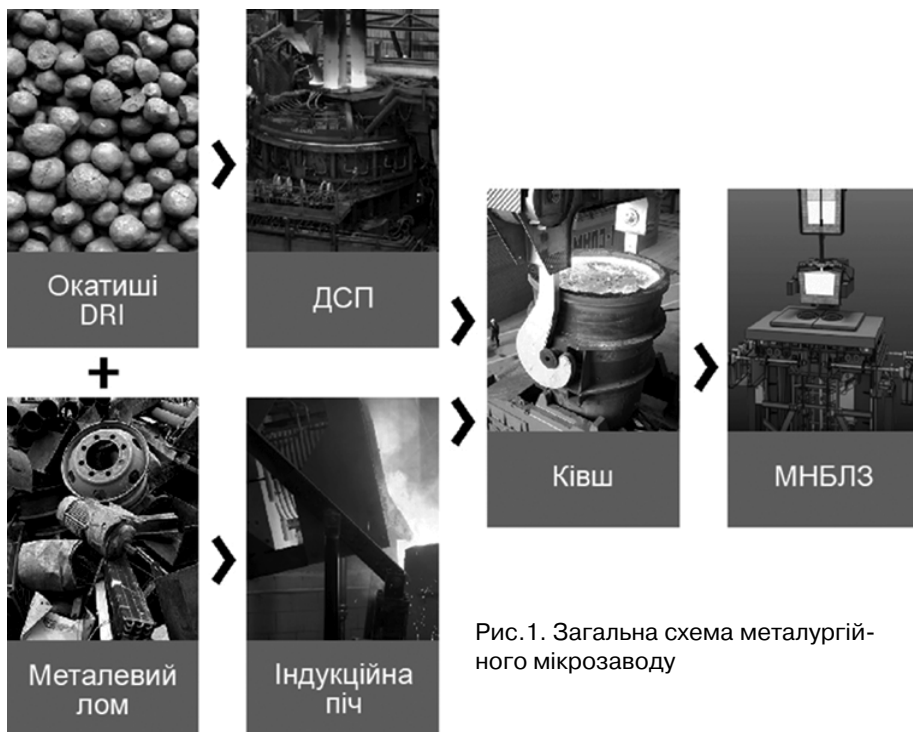 Окатиші
DRI
ДСП
+
Металевий
лом
Індукційна
піч
Ківш
МНБЛЗ
Рис.1. Загальна схема металургій-
ного мікрозаводу